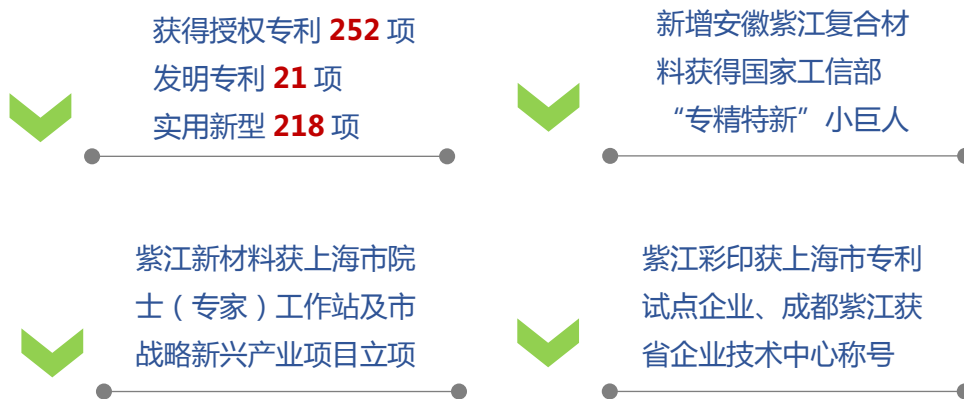 获得授权专利 252 项
发明专利 21 项
实用新型 218 项
新增安徽紫江复合材
料获得国家工信部
“专精特新”小巨人
紫江新材料获上海市院
士（专家）工作站及市
战略新兴产业项目立项
紫江彩印获上海市专利
试点企业、成都紫江获
省企业技术中心称号